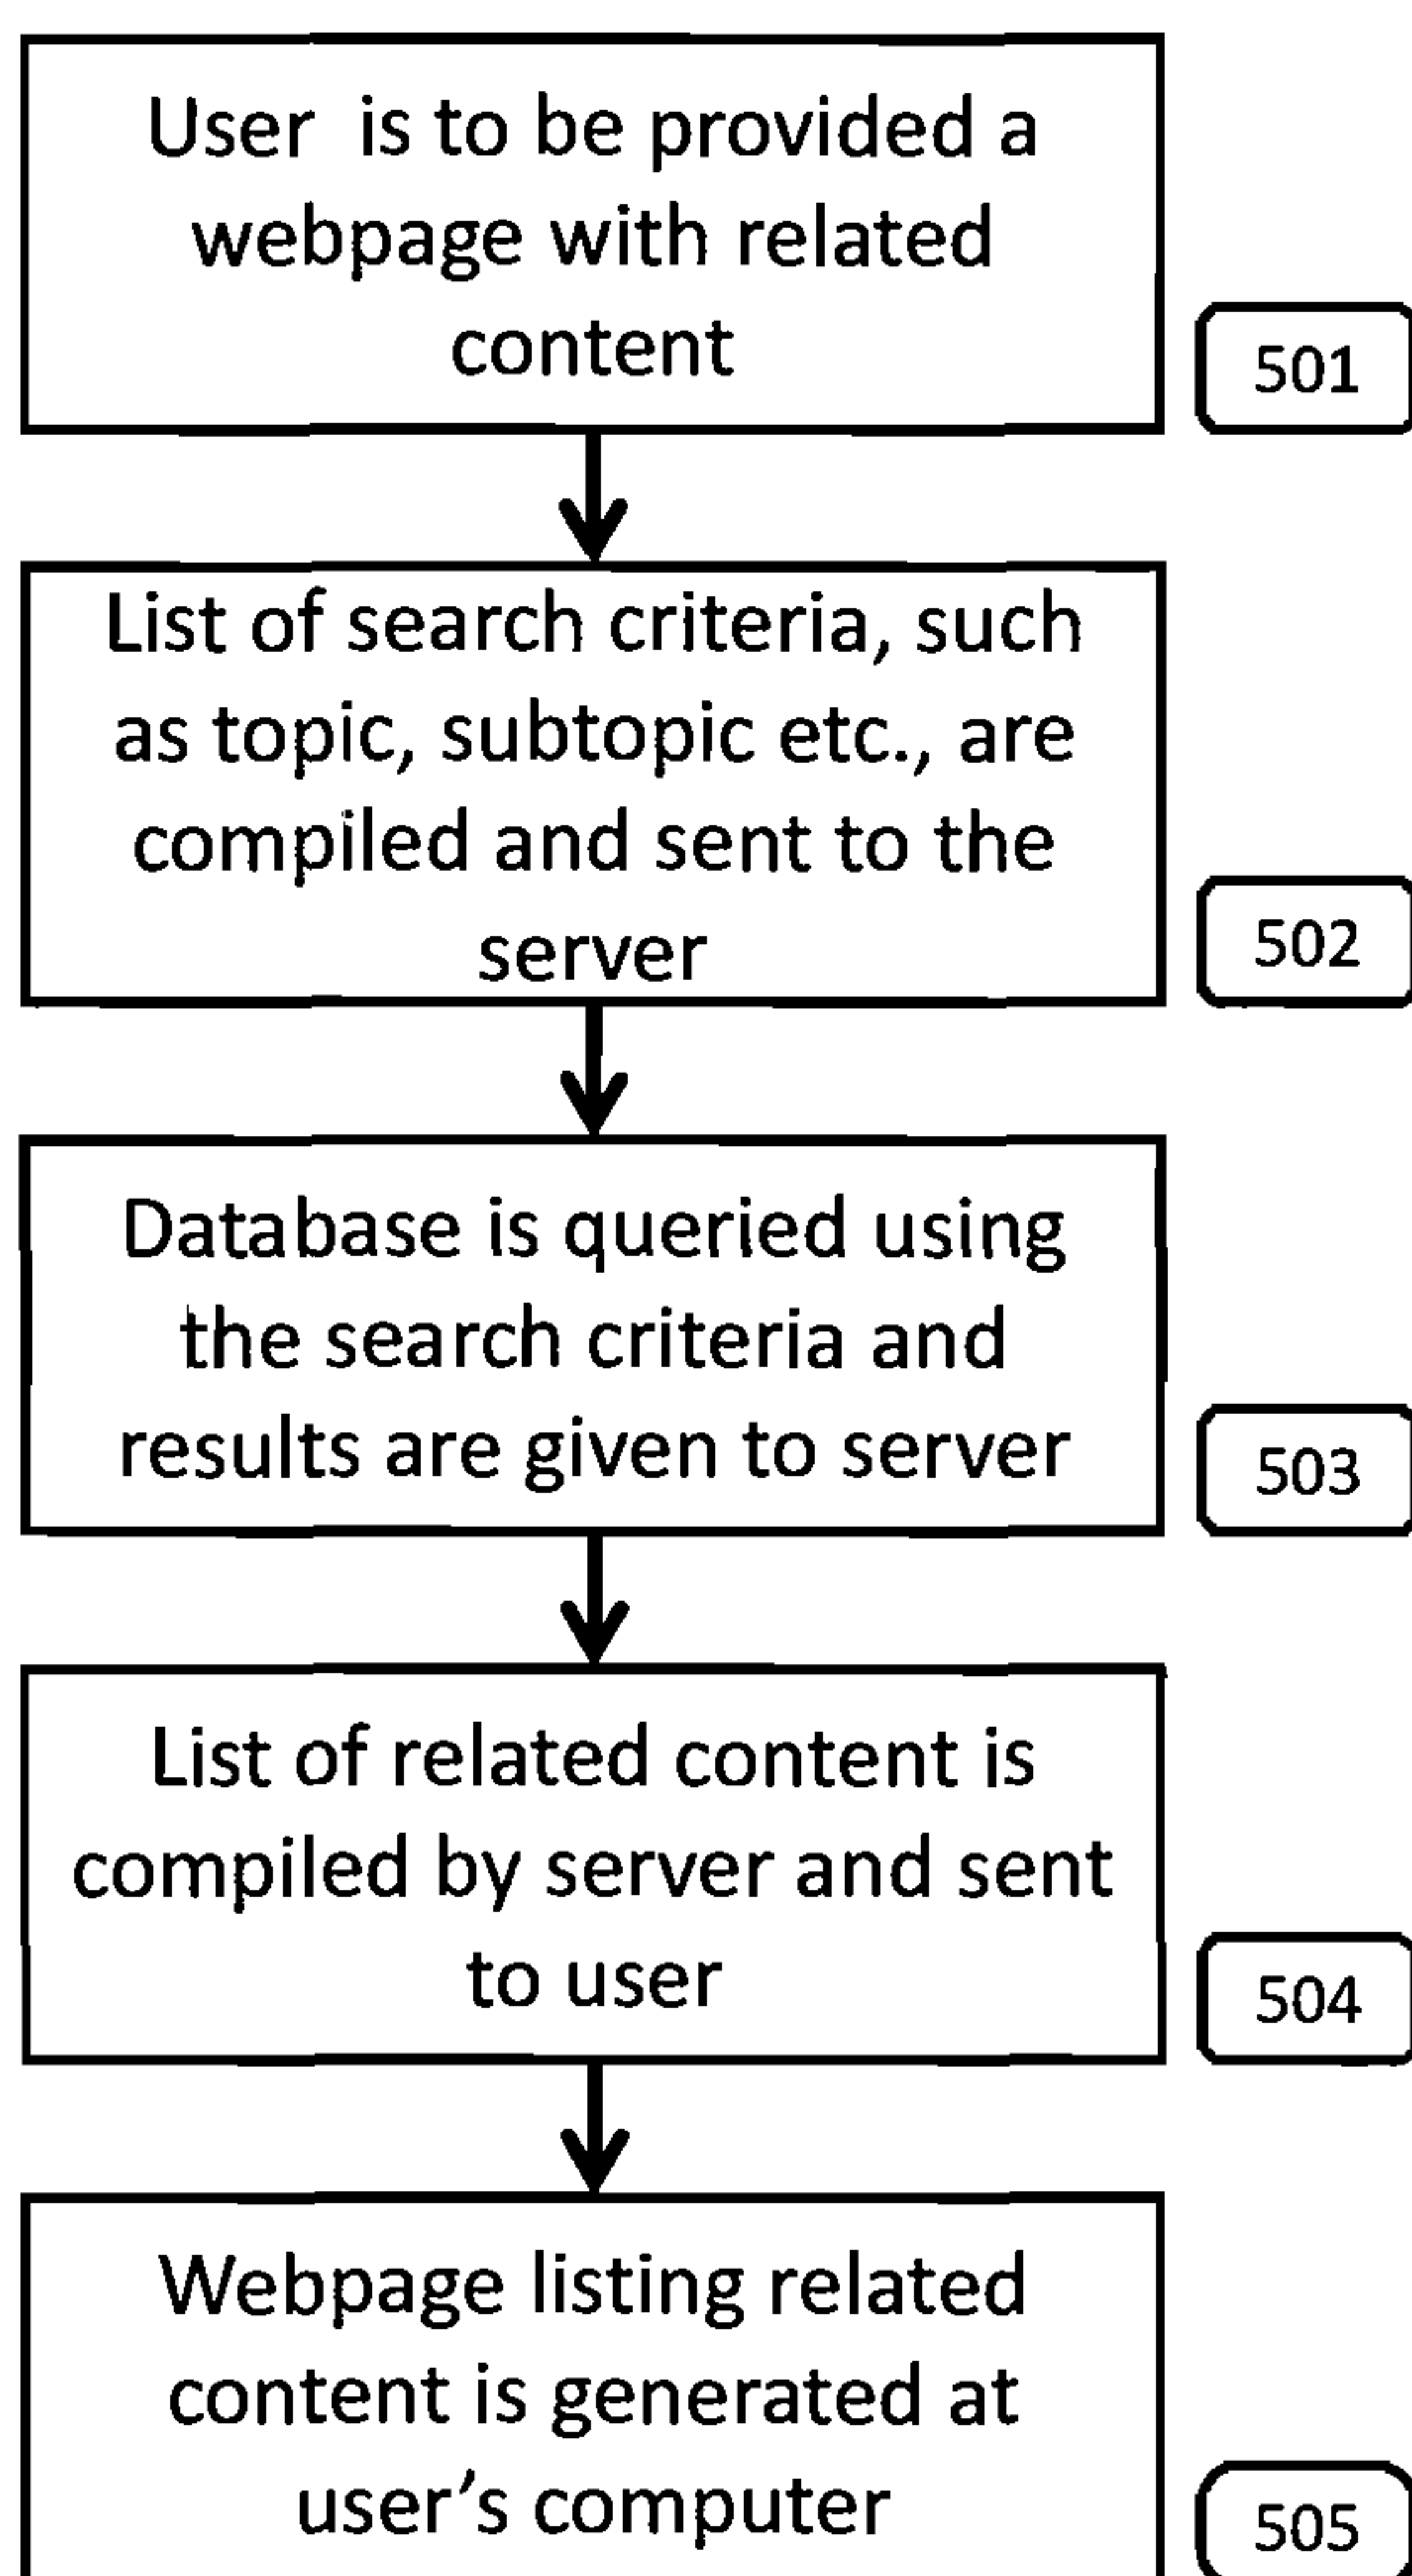 User is to be provided a
webpage with related
content
501
List of search criteria, such
as topic, subtopic etc., are
compiled and sent to the
server
502
Database is queried using
the search criteria and
results are given to server
503
List of related content is
compiled by server and sent
to user
504
Webpage listing related
content is generated at
user's computer
505